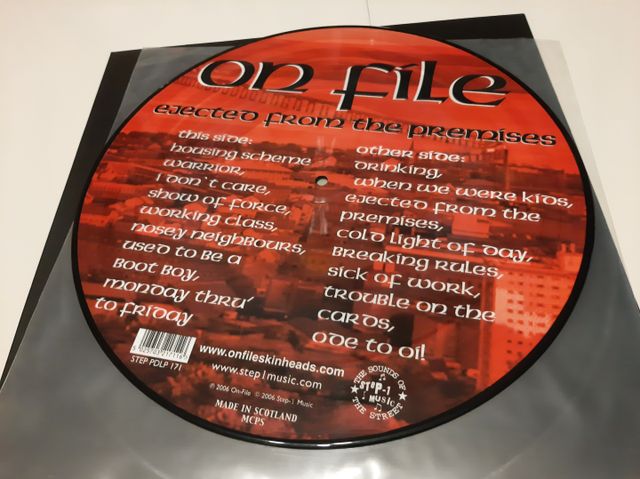 on file
ejected from the premises
this side:
housing scheme
warrior,
i don't care,
show of force,
working class,
nosey neighbours,
used to be a
boot boy,
monday thru'
to friday
other side:
drinking,
when we were kids,
ejected from the
premises,
cold light of day,
breaking rules,
sick of work,
trouble on the
cards,
ode to oi!
STEP PDLP 171
www.onfileskinheads.com
www.step1music.com
℗ 2006 On-File © 2006 Step-1 Music
MADE IN SCOTLAND
MCPS
THE SOUNDS OF
STEP-1
MUSIC
THE STREET